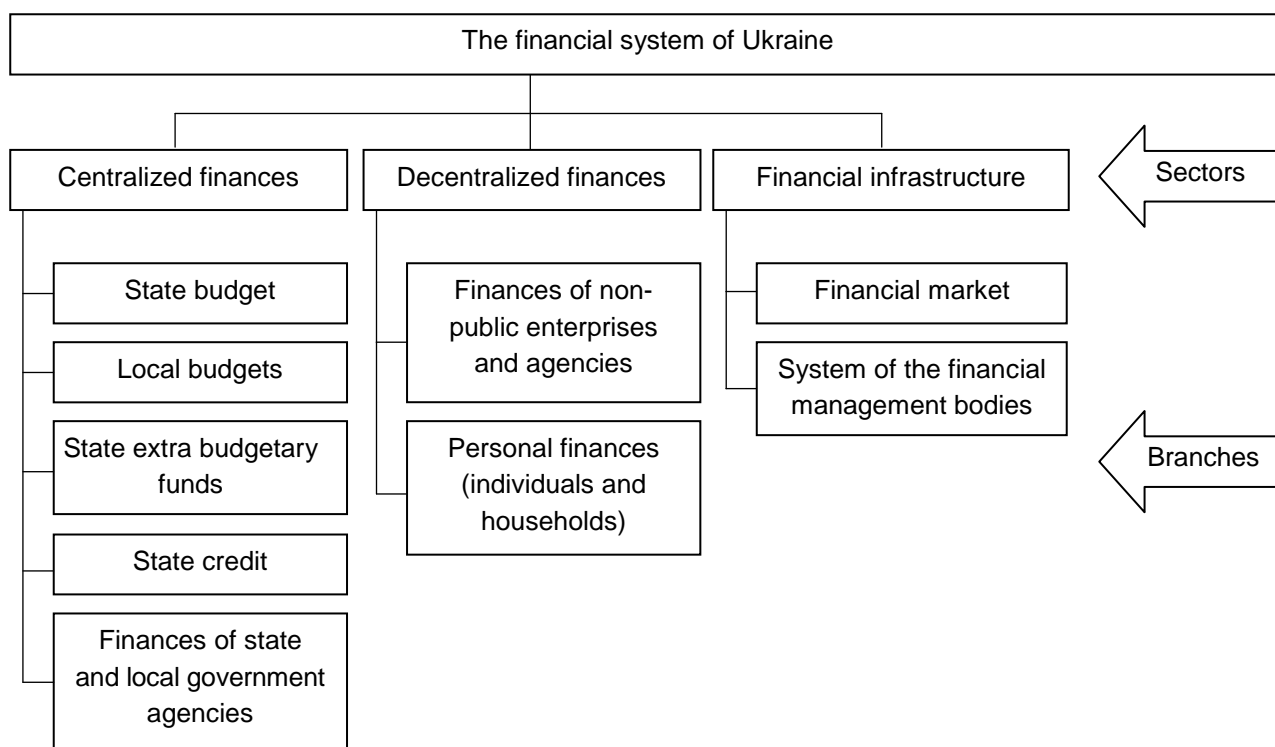 The financial system of Ukraine
Centralized finances
Decentralized finances
Financial infrastructure
Sectors
State budget
Local budgets
State extra budgetary
funds
State credit
Finances of state
and local government
agencies
Finances of non-
public enterprises
and agencies
Personal finances
(individuals and
households)
Financial market
System of the financial
management bodies
Branches